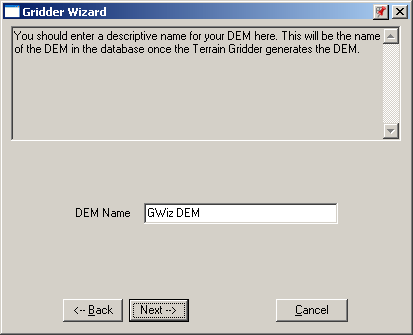 Gridder Wizard
You should enter a descriptive name for your DEM here. This will be the name
of the DEM in the database once the Terrain Gridder generates the DEM.
DEM Name GWiz DEM
<-- Back Next --> Cancel